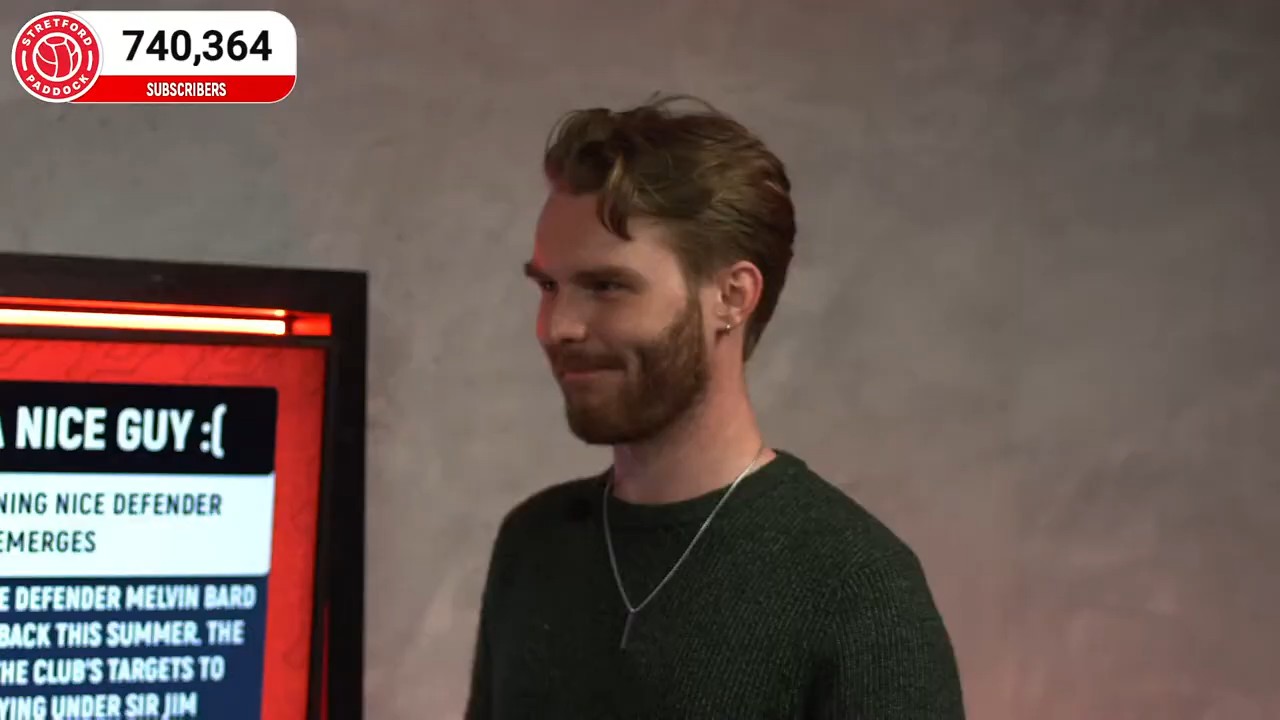 STRETFORD
PADDOCK
740,364
SUBSCRIBERS
A NICE GUY :(
NING NICE DEFENDER
EMERGES
E DEFENDER MELVIN BARD
BACK THIS SUMMER. THE
HE CLUB'S TARGETS TO
YING UNDER SIR JIM